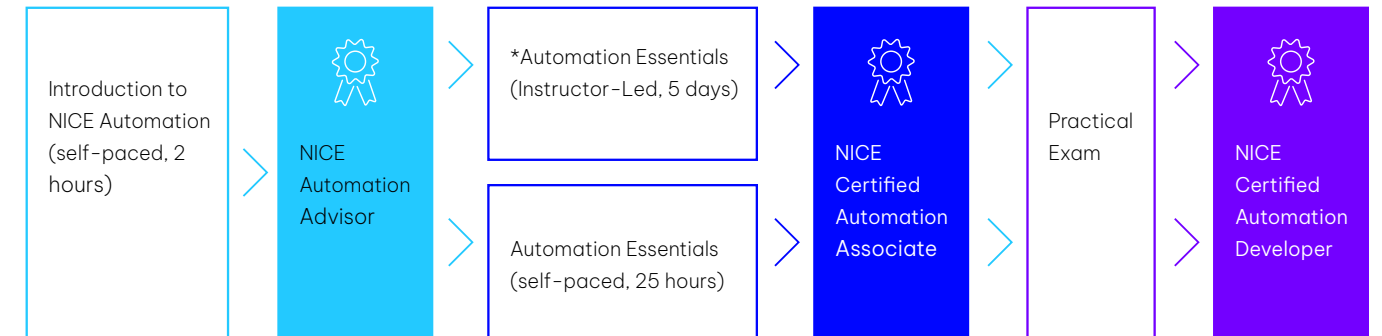 Introduction to
NICE Automation
(self-paced, 2
hours)
NICE
Automation
Advisor
*Automation Essentials
(Instructor-Led, 5 days)
Automation Essentials
(self-paced, 25 hours)
NICE
Certified
Automation
Associate
Practical
Exam
NICE
Certified
Automation
Developer